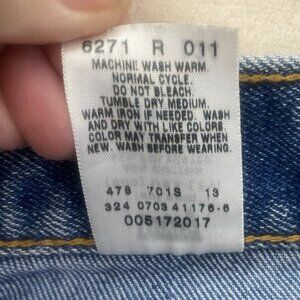 6271 R 011
MACHINE WASH WARM.
NORMAL CYCLE.
DO NOT BLEACH.
TUMBLE DRY MEDIUM.
WARM IRON IF NEEDED. WASH
AND DRY WITH LIKE COLORS.
COLOR MAY TRANSFER WHEN
NEW. WASH BEFORE WEARING.
478 701S 13
324 0703 41176-6
005172017